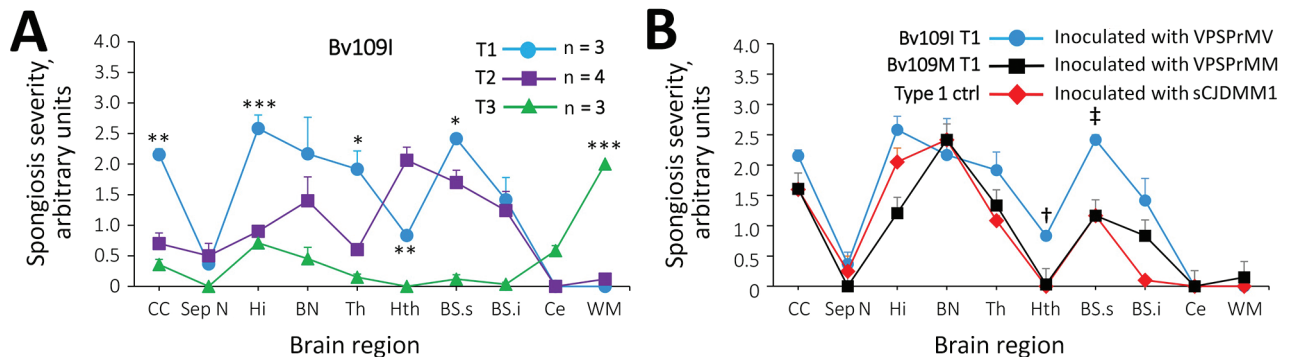 A
Bv109I
T1 n = 3
T2 n = 4
T3 n = 3
Spongiosis severity,
arbitrary units
4.0
3.5
3.0
2.5
2.0
1.5
1.0
0.5
0
**
***
*
**
*
***
CC Sep N Hi BN Th Hth BS.s BS.i Ce WM
Brain region
B
Bv109I T1 Inoculated with VPSPrMV
Bv109M T1 Inoculated with VPSPrMM
Type 1 ctrl Inoculated with sCJDMM1
Spongiosis severity,
arbitrary units
4.0
3.5
3.0
2.5
2.0
1.5
1.0
0.5
0
†
‡
CC Sep N Hi BN Th Hth BS.s BS.i Ce WM
Brain region